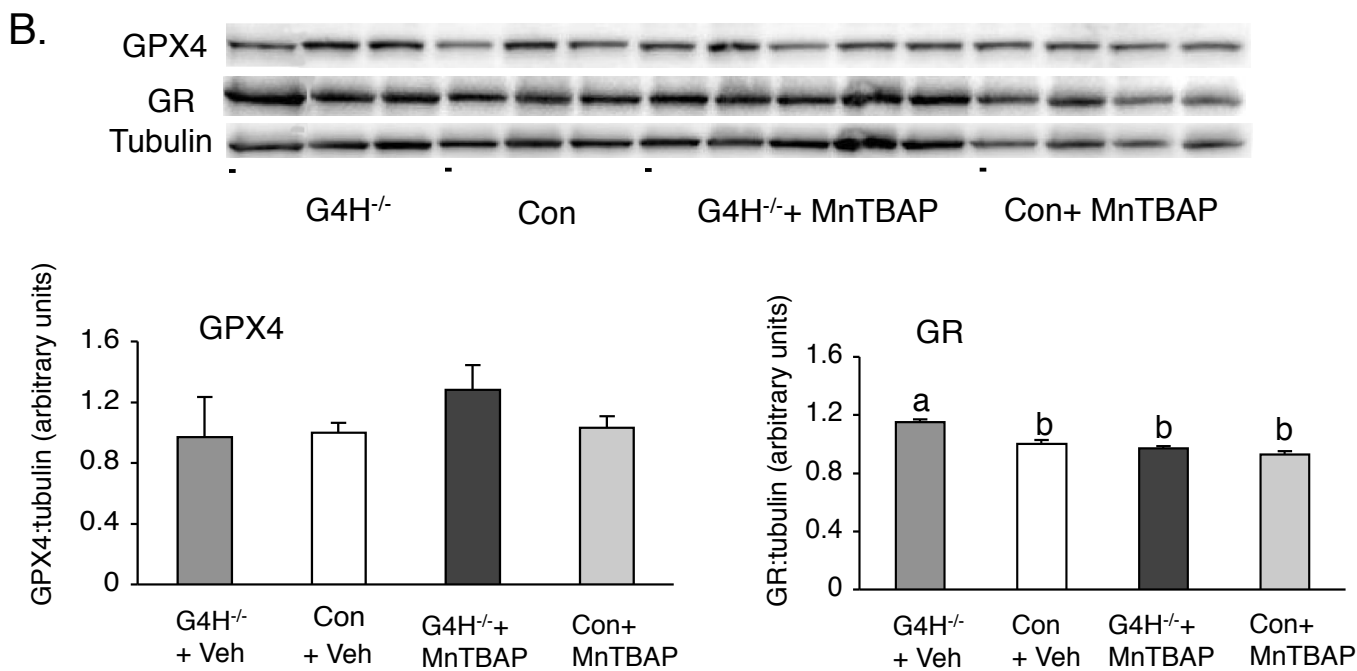 B.
GPX4
GR
Tubulin
- - - -
G4H-/- Con G4H-/-+ MnTBAP Con+ MnTBAP
GPX4:tubulin (arbitrary units)
GPX4
1.6
1.2
0.8
0.4
0
G4H-/- Con G4H-/-+ Con+
+ Veh + Veh MnTBAP MnTBAP
GR:tubulin (arbitrary units)
GR
1.6
a
1.2
b b b
0.8
0.4
0
G4H-/- Con G4H-/-+ Con+
+ Veh + Veh MnTBAP MnTBAP